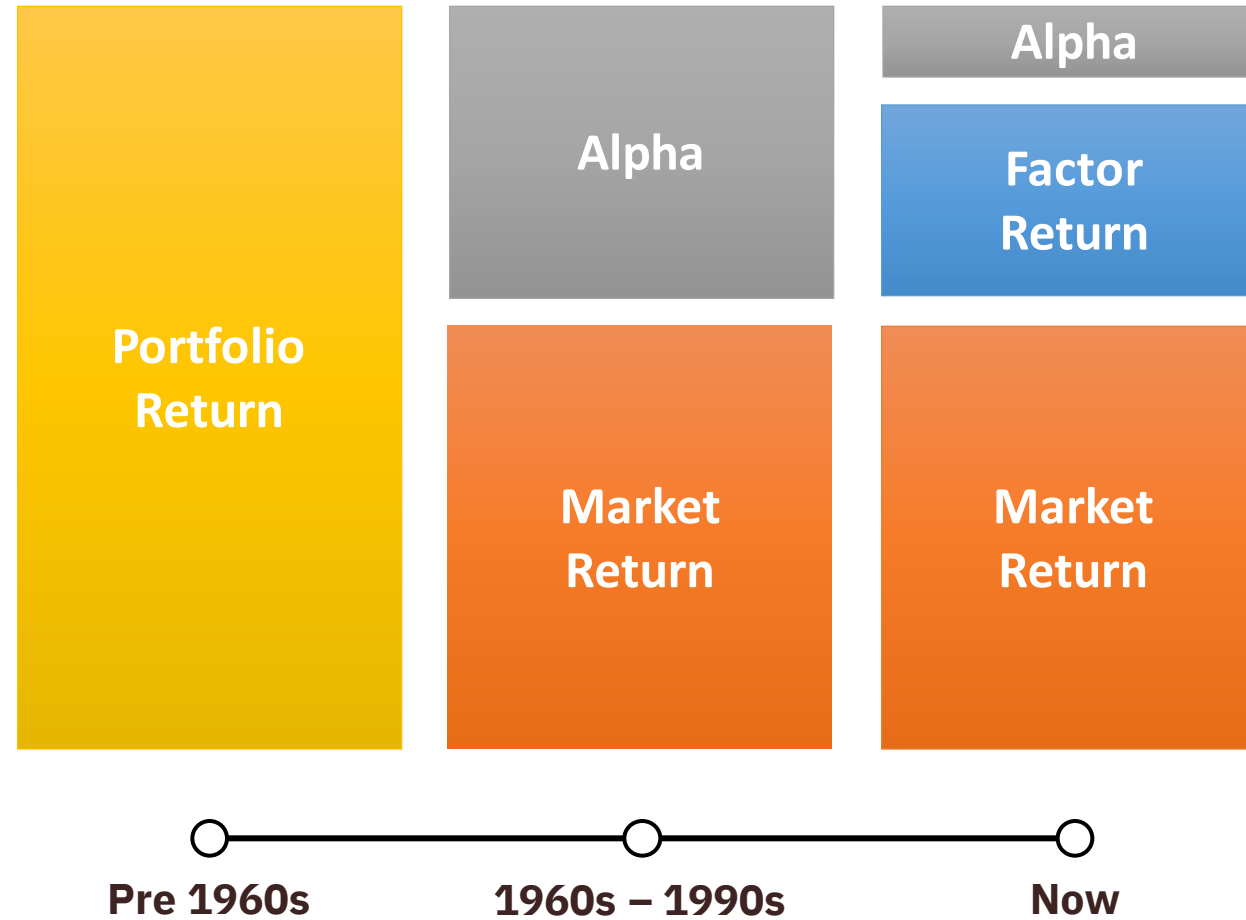 Portfolio
Return
Alpha
Market
Return
Alpha
Factor
Return
Market
Return
Pre 1960s
1960s – 1990s
Now